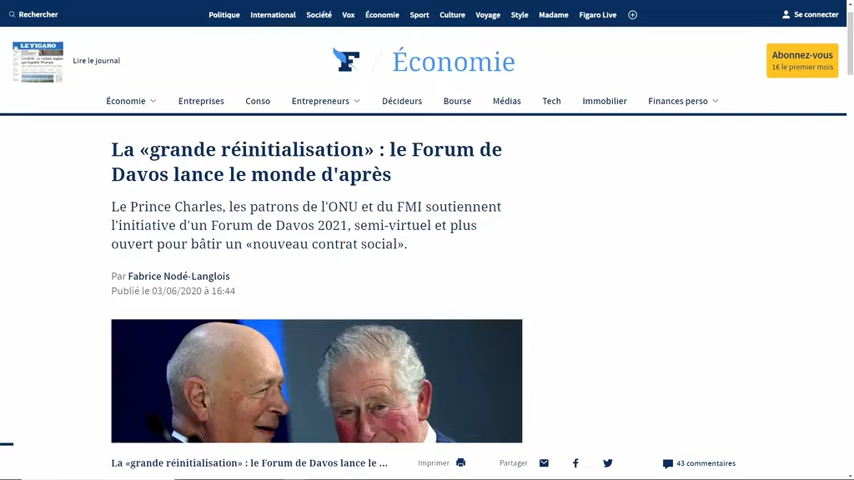 Rechercher
Politique International Société Vox Économie Sport Culture Voyage Style Madame Figaro Live
Se connecter
LE FIGARO
Lire le journal
F / Économie
Abonnez-vous
1€ le premier mois
Économie Entreprises Conso Entrepreneurs Décideurs Bourse Médias Tech Immobilier Finances perso
La «grande réinitialisation» : le Forum de
Davos lance le monde d'après
Le Prince Charles, les patrons de l'ONU et du FMI soutiennent
l'initiative d'un Forum de Davos 2021, semi-virtuel et plus
ouvert pour bâtir un «nouveau contrat social».
Par Fabrice Nodé-Langlois
Publié le 03/06/2020 à 16:44
La «grande réinitialisation» : le Forum de Davos lance le ... Imprimer Partager 43 commentaires